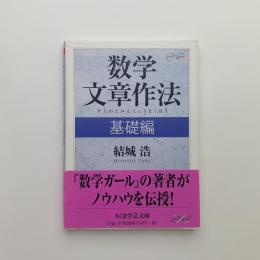 数学
文章作法
すうがくぶんしょうさくほう
基礎編
結城 浩
Hiroshi Yuki
『数学ガール』の著者が
ノウハウを伝授!
ちくま学芸文庫